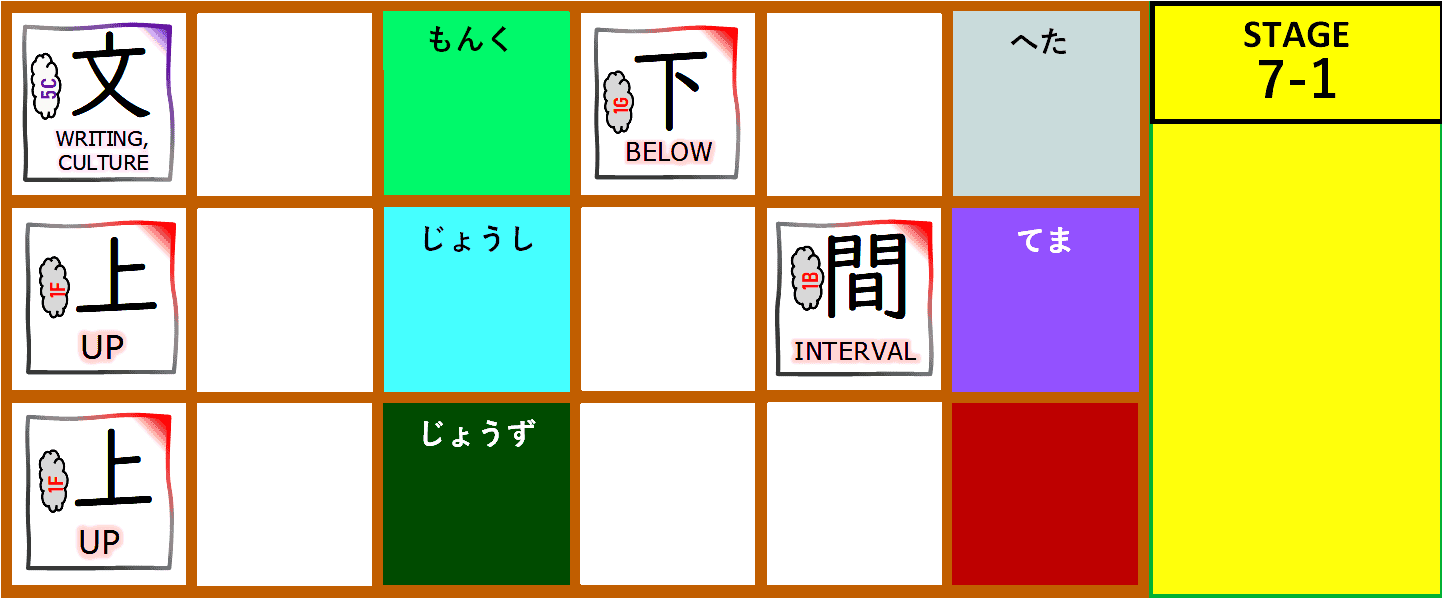 5C
文
WRITING,
CULTURE
もんく
1G
下
BELOW
へた
STAGE
7-1
1F
上
UP
じょうし
1B
間
INTERVAL
てま
1F
上
UP
じょうず